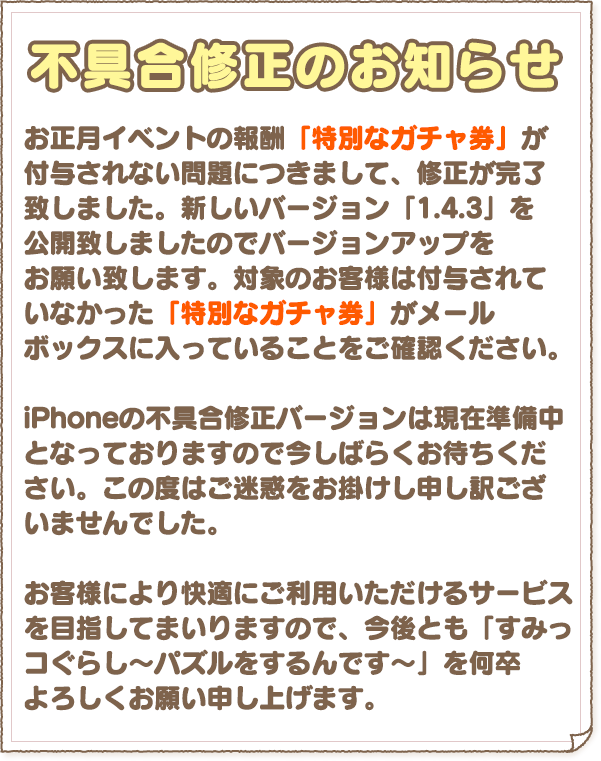 不具合修正のお知らせ
お正月イベントの報酬「特別なガチャ券」が
付与されない問題につきまして、修正が完了
致しました。新しいバージョン「1.4.3」を
公開致しましたのでバージョンアップを
お願い致します。対象のお客様は付与されて
いなかった「特別なガチャ券」がメール
ボックスに入っていることをご確認ください。
iPhoneの不具合修正バージョンは現在準備中
となっておりますので今しばらくお待ちくだ
さい。この度はご迷惑をお掛けし申し訳ござ
いませんでした。
お客様により快適にご利用いただけるサービス
を目指してまいりますので、今後とも「すみっ
コぐらし～パズルをするんです～」を何卒
よろしくお願い申し上げます。